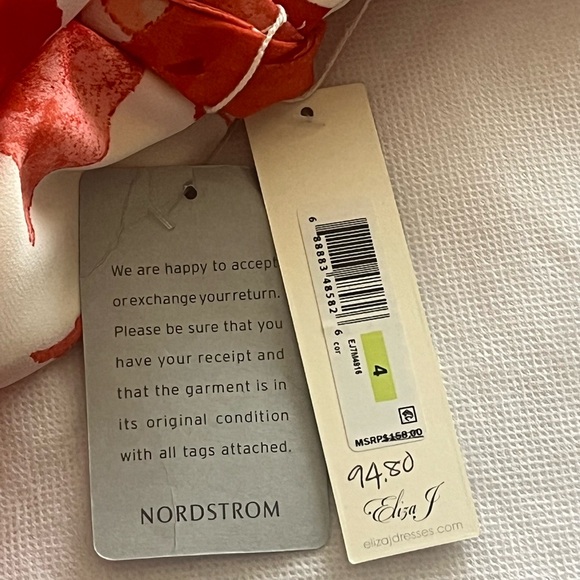 We are happy to accept
or exchange your return.
Please be sure that you
have your receipt and
that the garment is in
its original condition
with all tags attached.
NORDSTROM
6 88883 48582 6
cor
EJ7M4816
4
MSRP$158.00
94.80
Eliza J
elizajdresses.com